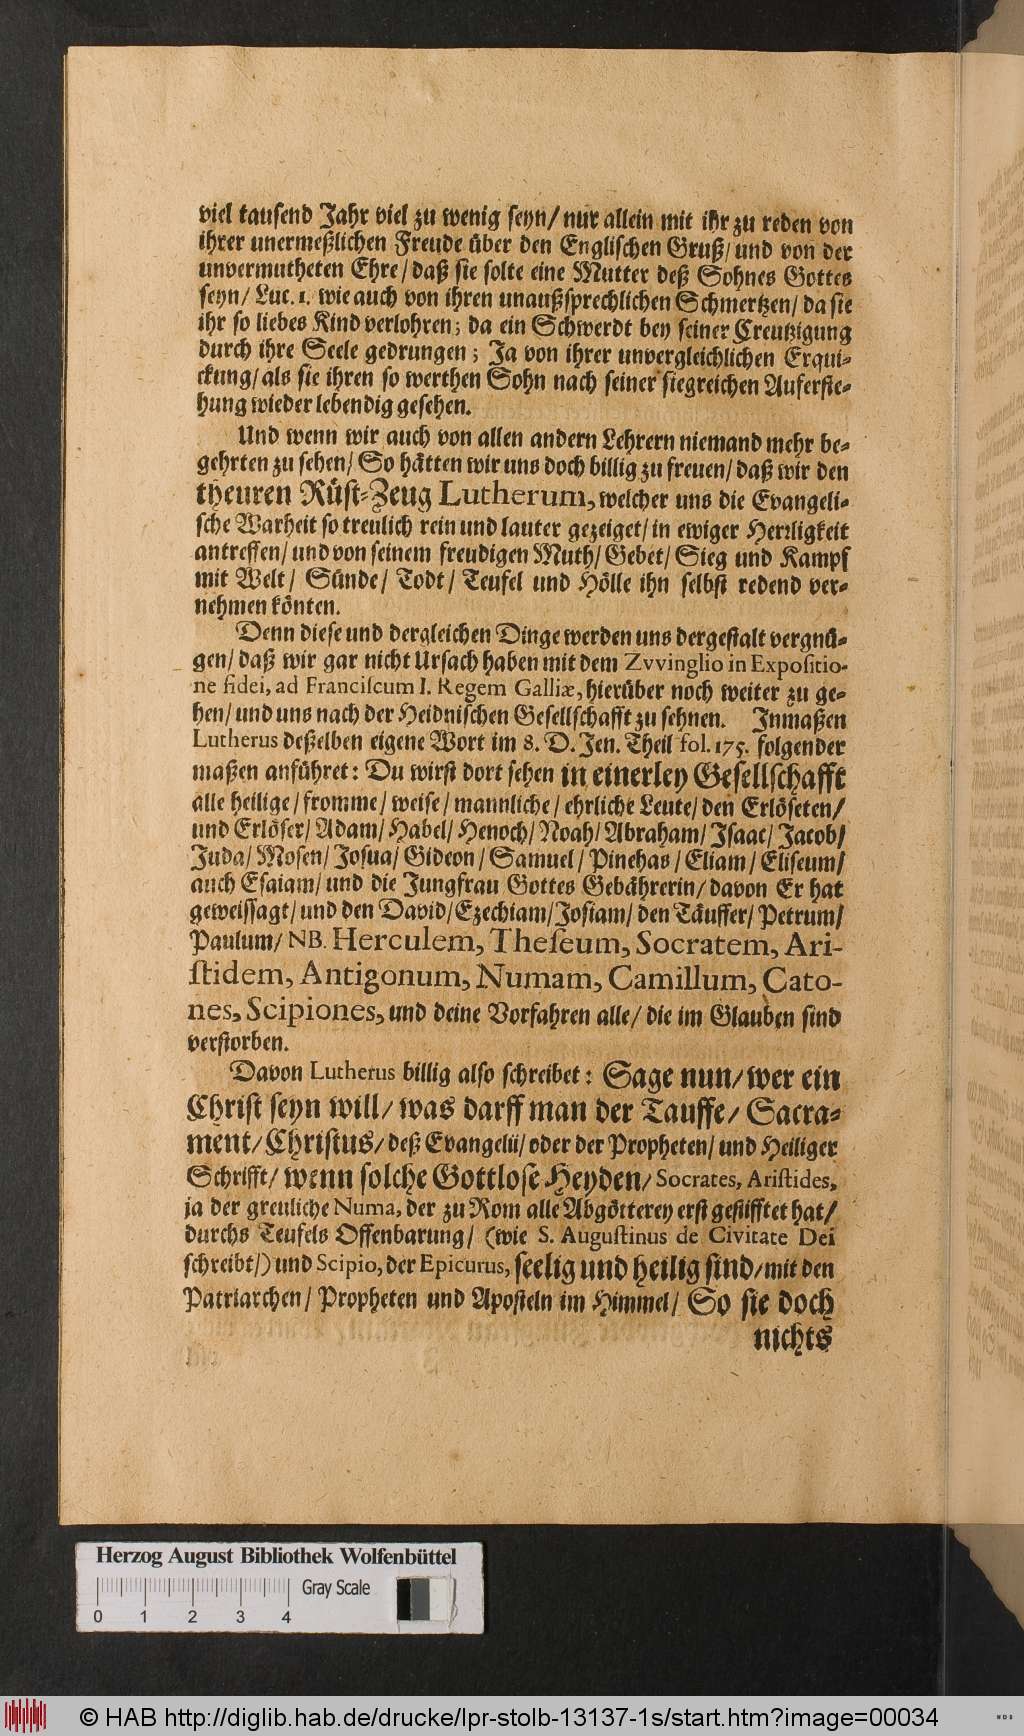 viel tausend Jahr viel zu wenig seyn/ nur allein mit ihr zu reden von
ihrer unermeßlichen Freude über den Englischen Gruß/ und von der
unvermutheten Ehre/ daß sie solte eine Mutter deß Sohnes Gottes
seyn/ Luc. 1. wie auch von ihren unaußsprechlichen Schmertzen/ da sie
ihr so liebes Kind verlohren; da ein Schwerdt bey seiner Creutzigung
durch ihre Seele gedrungen; Ja von ihrer unvergleichlichen Erqui-
ckung/ als sie ihren so werthen Sohn nach seiner siegreichen Auferste-
hung wieder lebendig gesehen.
Und wenn wir auch von allen andern Lehrern niemand mehr be-
gehrten zu sehen/ So hätten wir uns doch billig zu freuen/ daß wir den
theuren Rüst-Zeug Lutherum, welcher uns die Evangeli-
sche Warheit so treulich rein und lauter gezeiget/ in ewiger Herrligkeit
antreffen/ und von seinem freudigen Muth/ Gebet/ Sieg und Kampf
mit Welt/ Sünde/ Todt/ Teufel und Hölle ihn selbst redend ver-
nehmen könten.
Denn diese und dergleichen Dinge werden uns dergestalt vergnü-
gen/ daß wir gar nicht Ursach haben mit dem Zvvinglio in Expositio-
ne fidei, ad Franciscum I. Regem Galliæ, hierüber noch weiter zu ge-
hen/ und uns nach der Heidnischen Gesellschafft zu sehnen. Inmaßen
Lutherus deßelben eigene Wort im 8. D. Jen. Theil fol. 175. folgender
maßen anführet: Du wirst dort sehen in einerley Gesellschafft
alle heilige/ fromme/ weise/ mannliche/ ehrliche Leute/ den Erlöseten/
und Erlöser/ Adam/ Habel/ Henoch/ Noah/ Abraham/ Isaac/ Jacob/
Juda/ Mosen/ Josua/ Gideon/ Samuel/ Pinehas/ Eliam/ Eliseum/
auch Esaiam/ und die Jungfrau Gottes Gebährerin/ davon Er hat
geweissagt/ und den David/ Ezechiam/ Josiam/ den Täuffer/ Petrum/
Paulum/ NB. Herculem, Theseum, Socratem, Ari-
stidem, Antigonum, Numam, Camillum, Cato-
nes, Scipiones, und deine Vorfahren alle/ die im Glauben sind
verstorben.
Davon Lutherus billig also schreibet: Sage nun/ wer ein
Christ seyn will/ was darff man der Tauffe/ Sacra-
ment/ Christus/ deß Evangelii/ oder der Propheten/ und Heiliger
Schrifft/ wenn solche Gottlose Heyden/ Socrates, Aristides,
ja der greuliche Numa, der zu Rom alle Abgötterey erst gestifftet hat/
durchs Teufels Offenbarung/ (wie S. Augustinus de Civitate Dei
schreibt/) und Scipio, der Epicurus, seelig und heilig sind/ mit den
Patriarchen/ Propheten und Aposteln im Himmel/ So sie doch
nichts
Herzog August Bibliothek Wolfenbüttel
Gray Scale
0 1 2 3 4
© HAB http://diglib.hab.de/drucke/lpr-stolb-13137-1s/start.htm?image=00034